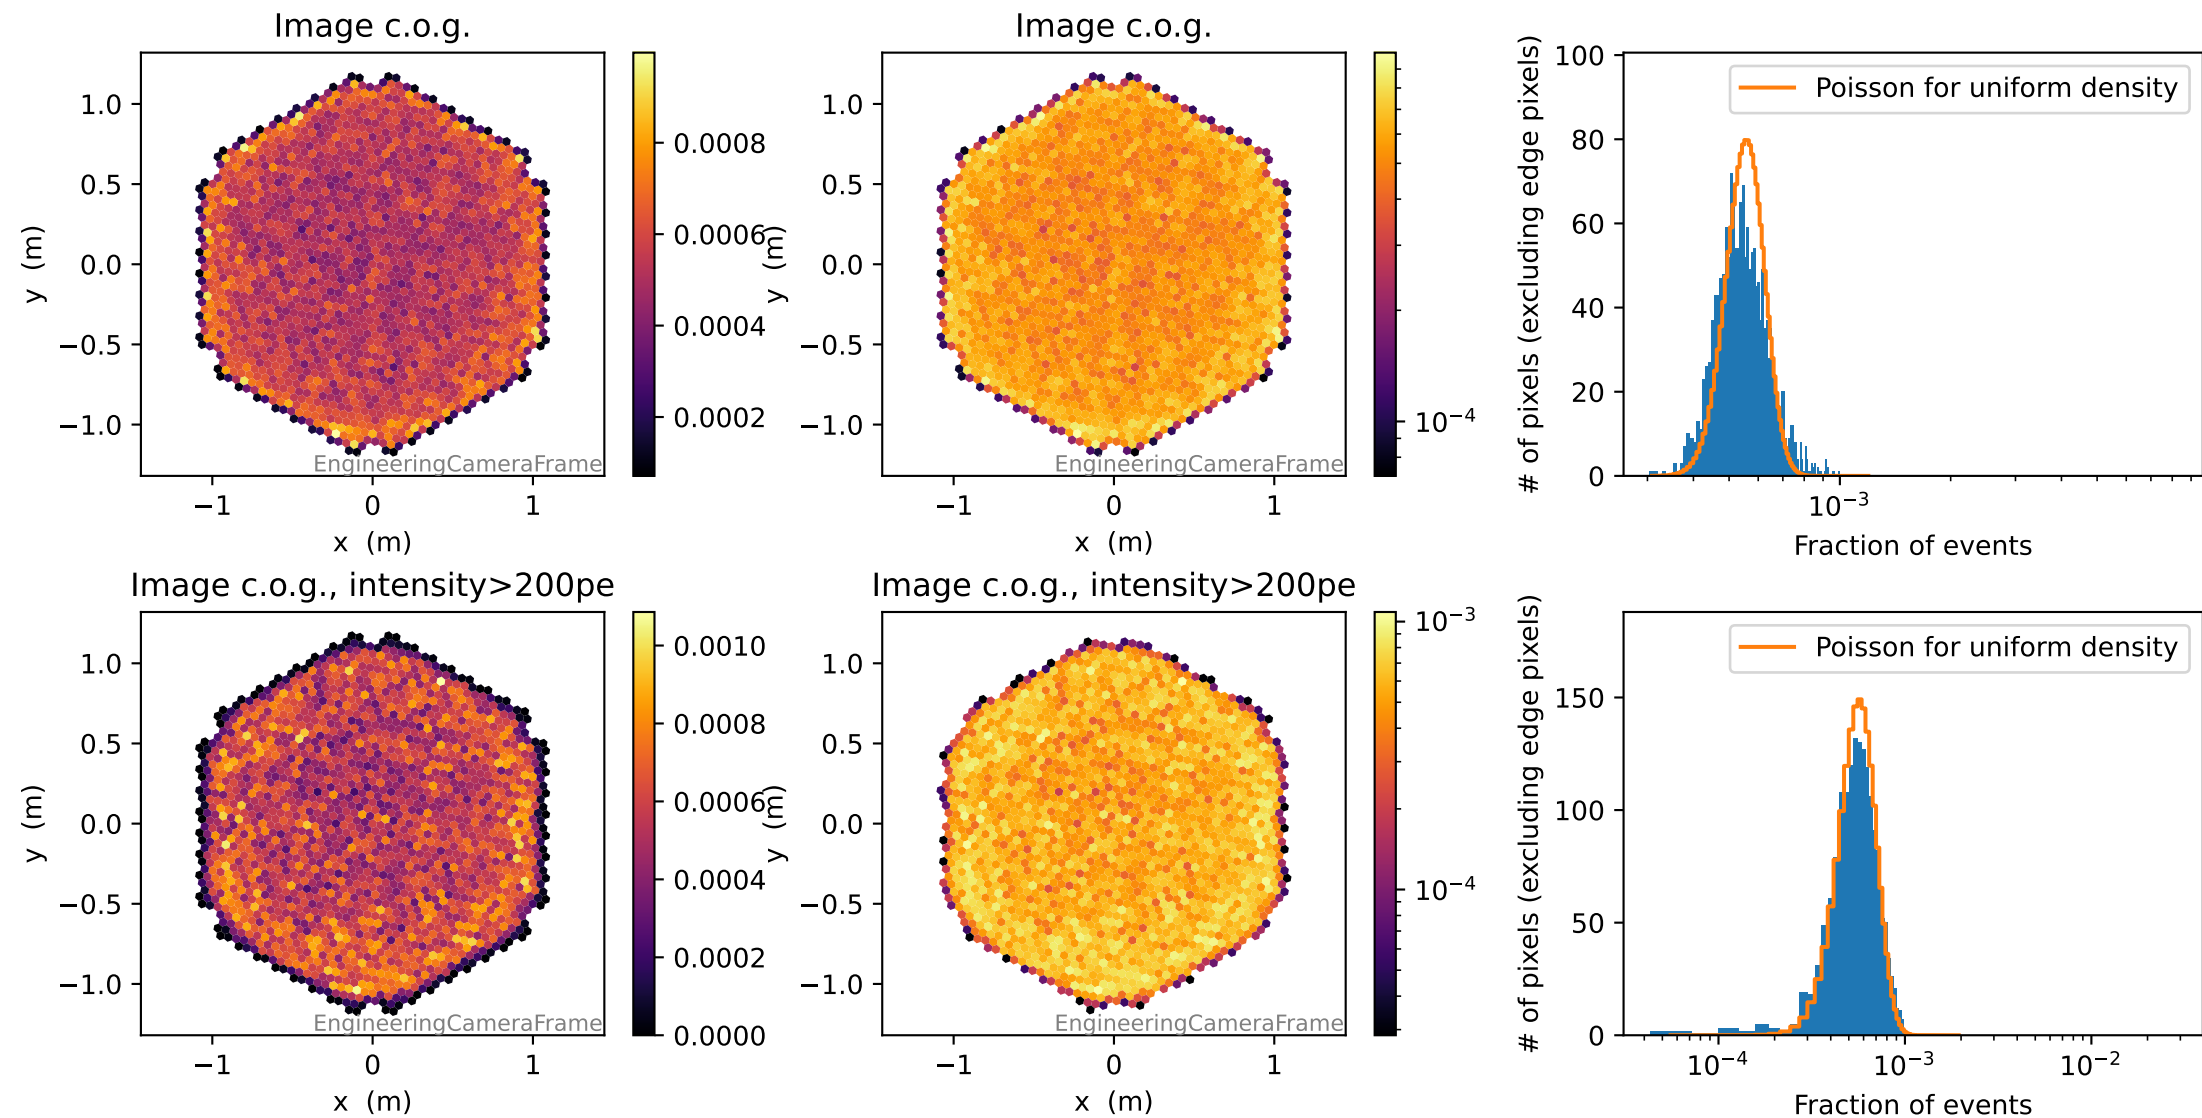 Image c.o.g.
y (m)
1.0
0.5
0.0
−0.5
−1.0
−1 0 1
x (m)
EngineeringCameraFrame
0.0008
0.0006
0.0004
0.0002
Image c.o.g.
y (m)
1.0
0.5
0.0
−0.5
−1.0
−1 0 1
x (m)
EngineeringCameraFrame
10⁻⁴
# of pixels (excluding edge pixels)
100
80
60
40
20
0
Poisson for uniform density
10⁻³
Fraction of events
Image c.o.g., intensity>200pe
y (m)
1.0
0.5
0.0
−0.5
−1.0
−1 0 1
x (m)
EngineeringCameraFrame
0.0010
0.0008
0.0006
0.0004
0.0002
0.0000
Image c.o.g., intensity>200pe
y (m)
1.0
0.5
0.0
−0.5
−1.0
−1 0 1
x (m)
EngineeringCameraFrame
10⁻³
10⁻⁴
# of pixels (excluding edge pixels)
150
100
50
0
Poisson for uniform density
10⁻⁴ 10⁻³ 10⁻²
Fraction of events